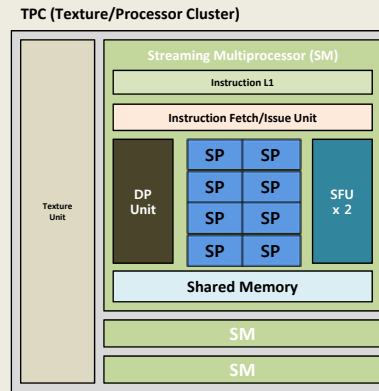 TPC (Texture/Processor Cluster)
Streaming Multiprocessor (SM)
Instruction L1
Instruction Fetch/Issue Unit
Texture
Unit
DP
Unit
SP SP
SP SP
SP SP
SP SP
SFU
x 2
Shared Memory
SM
SM